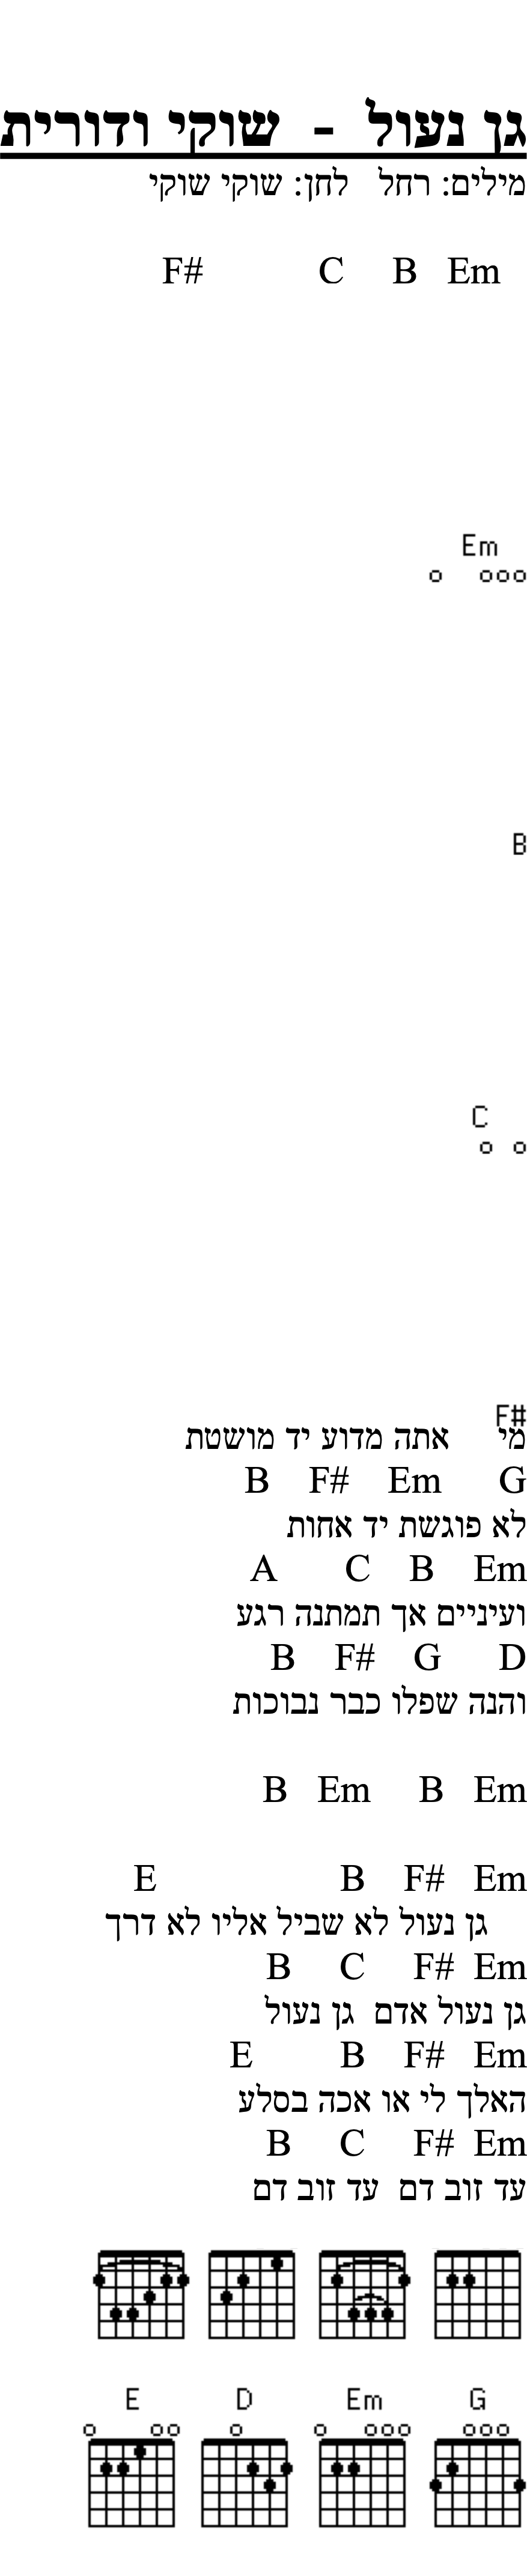 גן נעול - שוקי ודורית
מילים: רחל לחן: שוקי שוקי
F# C B Em
Em
B
C
F#
מי אתה מדוע יד מושטת
B F# Em G
לא פוגשת יד אחות
A C B Em
ועיניים אך תמתנה רגע
B F# G D
והנה שפלו כבר נבוכות
B Em B Em
E B F# Em
גן נעול לא שביל אליו לא דרך
B C F# Em
גן נעול אדם גן נעול
E B F# Em
האלך לי או אכה בסלע
B C F# Em
עד זוב דם עד זוב דם
E D Em G